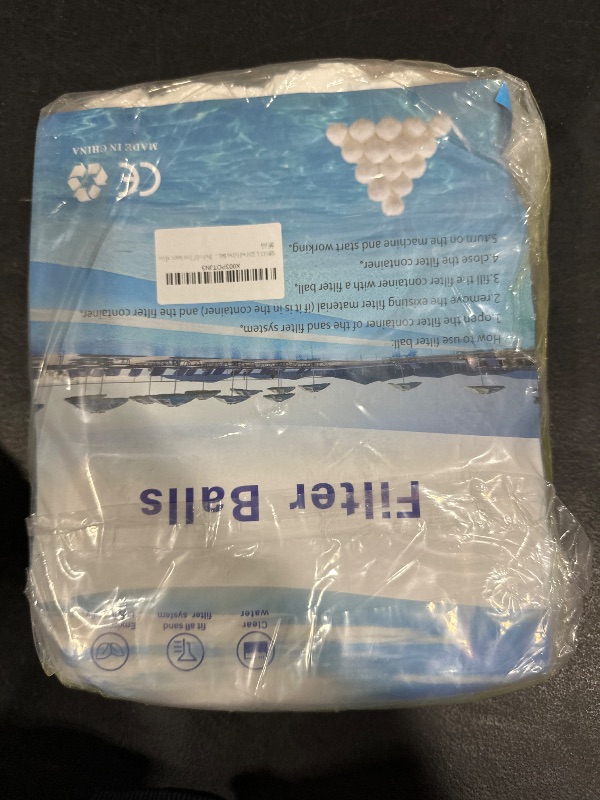 Clear
water
fit all sand
filter system
Filter Balls
How to use filter ball:
1.open the filter container of the sand filter system.
2.remove the existing filter material (if it is in the container) and the filter container.
3.fill the filter container with a filter ball.
4.close the filter container.
5.turn on the machine and start working.
CE
MADE IN CHINA